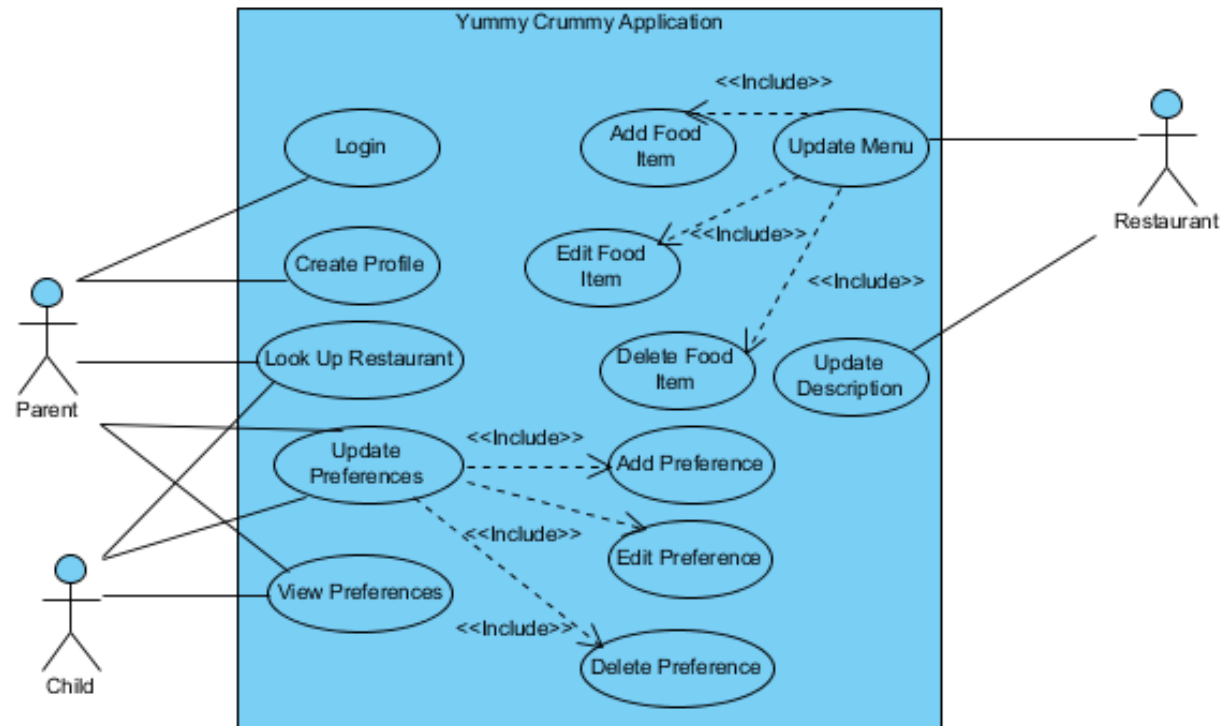 Yummy Crummy Application
<<Include>>
Add Food
Item
Update Menu
Login
Restaurant
<<Include>>
Edit Food
Item
Create Profile
<<Include>>
Look Up Restaurant
Delete Food
Item
Update
Description
Parent
<<Include>>
Update
Preferences
Add Preference
<<Include>>
Edit Preference
View Preferences
<<Include>>
Delete Preference
Child